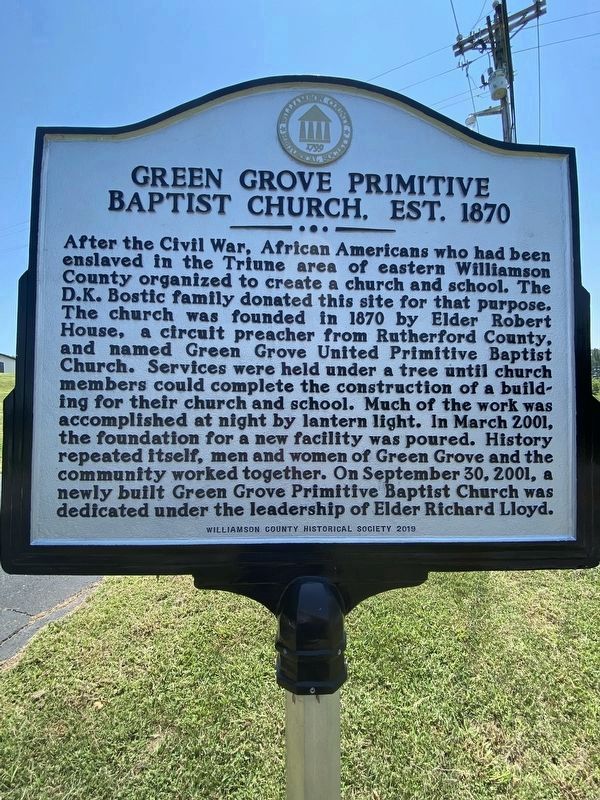 WILLIAMSON COUNTY
1799
HISTORICAL SOCIETY
GREEN GROVE PRIMITIVE
BAPTIST CHURCH, EST. 1870
After the Civil War, African Americans who had been
enslaved in the Triune area of eastern Williamson
County organized to create a church and school. The
D.K. Bostic family donated this site for that purpose.
The church was founded in 1870 by Elder Robert
House, a circuit preacher from Rutherford County,
and named Green Grove United Primitive Baptist
Church. Services were held under a tree until church
members could complete the construction of a build-
ing for their church and school. Much of the work was
accomplished at night by lantern light. In March 2001,
the foundation for a new facility was poured. History
repeated itself, men and women of Green Grove and the
community worked together. On September 30, 2001, a
newly built Green Grove Primitive Baptist Church was
dedicated under the leadership of Elder Richard Lloyd.
WILLIAMSON COUNTY HISTORICAL SOCIETY 2019